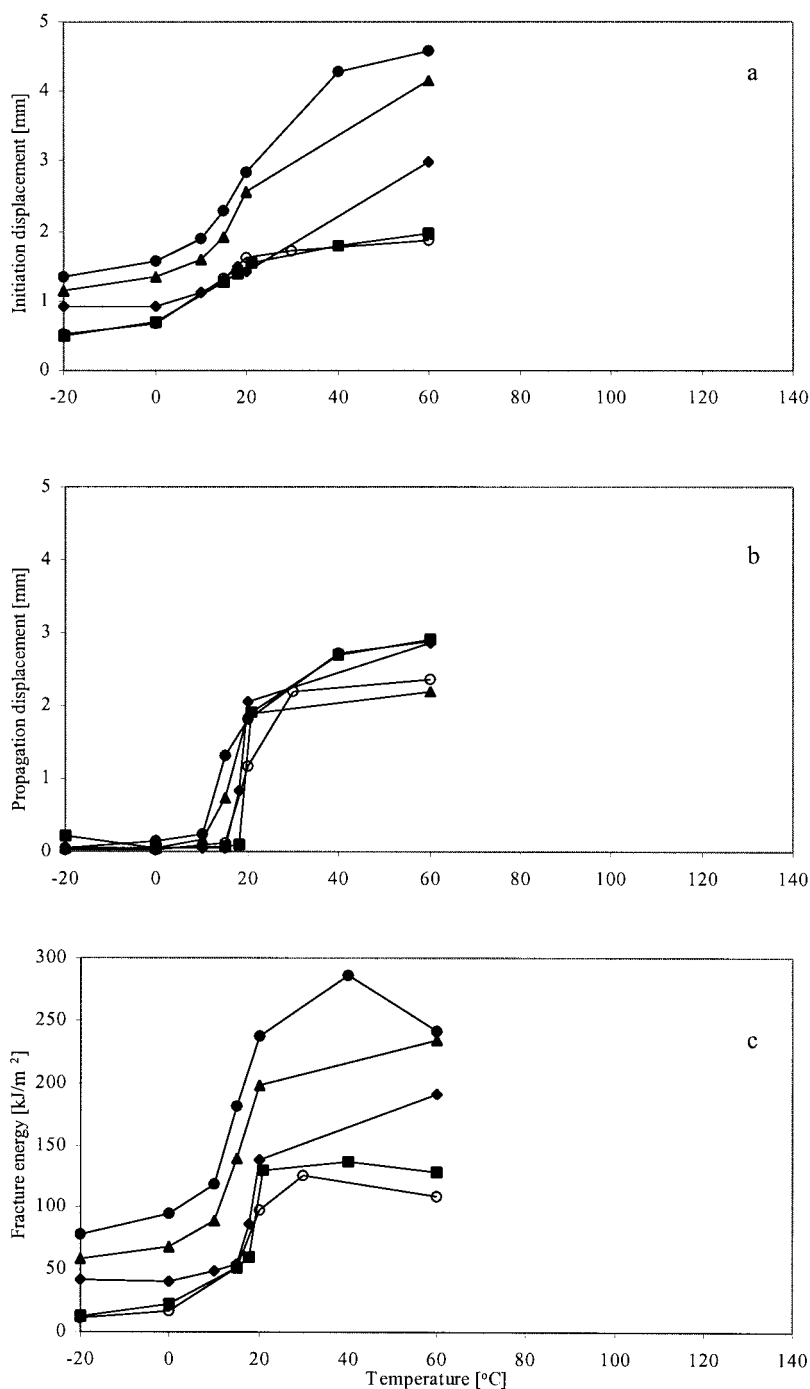 5
a
4
3
2
1
0
Initiation displacement [mm]
-20 0 20 40 60 80 100 120 140
5
b
4
3
2
1
0
Propagation displacement [mm]
-20 0 20 40 60 80 100 120 140
300
c
250
200
150
100
50
0
Fracture energy [kJ/m ²]
-20 0 20 40 60 80 100 120 140
Temperature [°C]